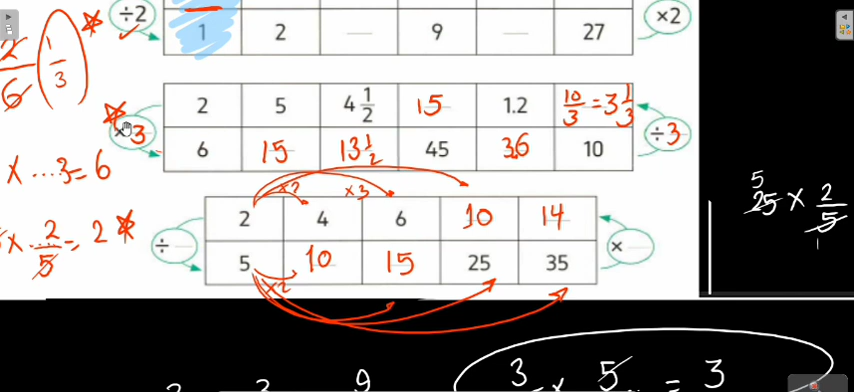 ÷2
1 2 — 9 — 27
×2
2
6
1
3
2 5 4 1/2 15 1.2 10/3 = 3 1/3
×3
6 15 13 1/2 45 3.6 10
÷3
x ...3 = 6
×2 ×3
2 4 6 10 14
x 2/5 = 2
÷
5 10 15 25 35
×
×2
5
25 × 2/5
1
3 × 5 = 3
9